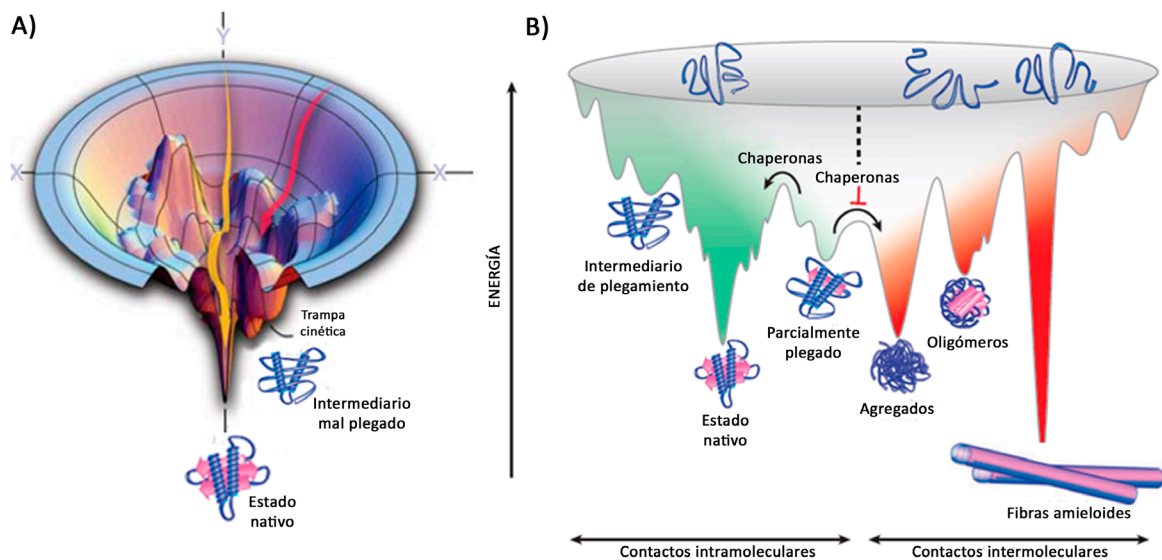 A)
Y
X
X
Trampa
cinética
Intermediario
mal plegado
Estado
nativo
ENERGÍA
B)
Chaperonas
Chaperonas
Intermediario
de plegamiento
Parcialmente
plegado
Oligómeros
Estado
nativo
Agregados
Fibras amieloides
Contactos intramoleculares
Contactos intermoleculares